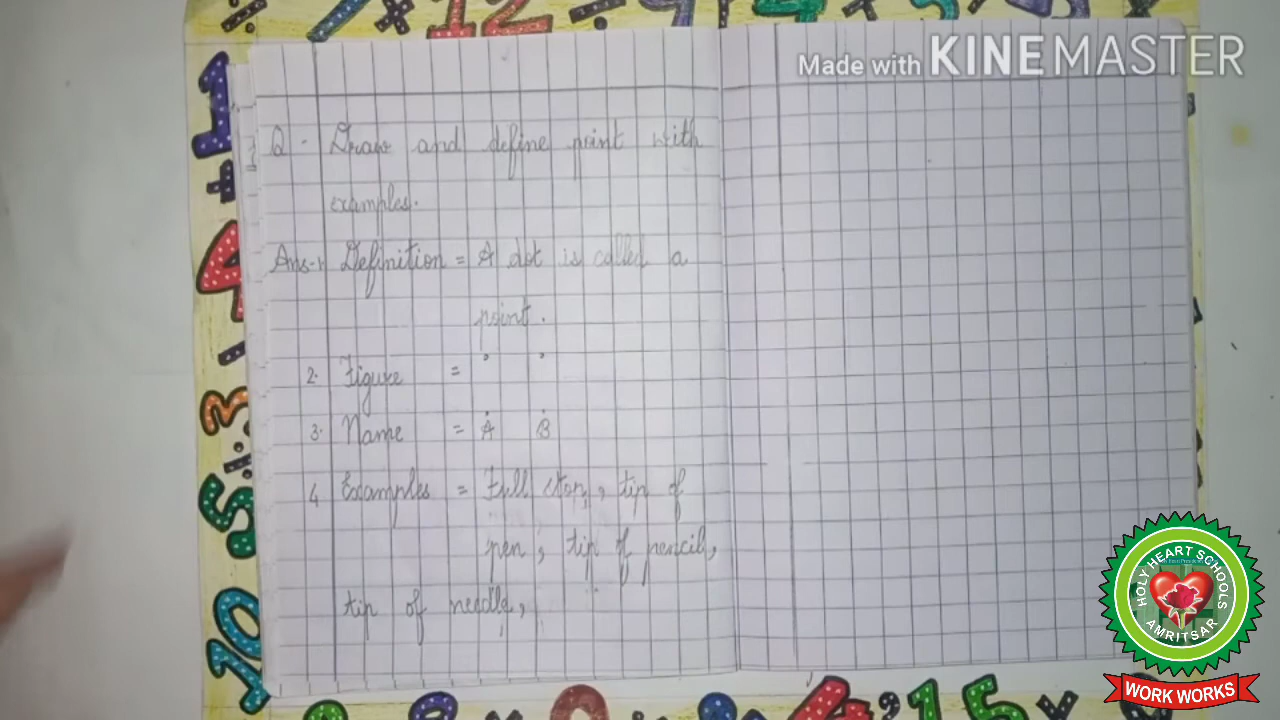 Made with KINEMASTER
Q. Draw and define point with
examples.
Ans-1 Definition = A dot is called a
point.
2. Figure = . .
3. Name = A B
4 Examples = Full stop, tip of
pen, tip of pencil,
tip of needle,
HOLY HEART SCHOOLS
AMRITSAR
WORK WORKS